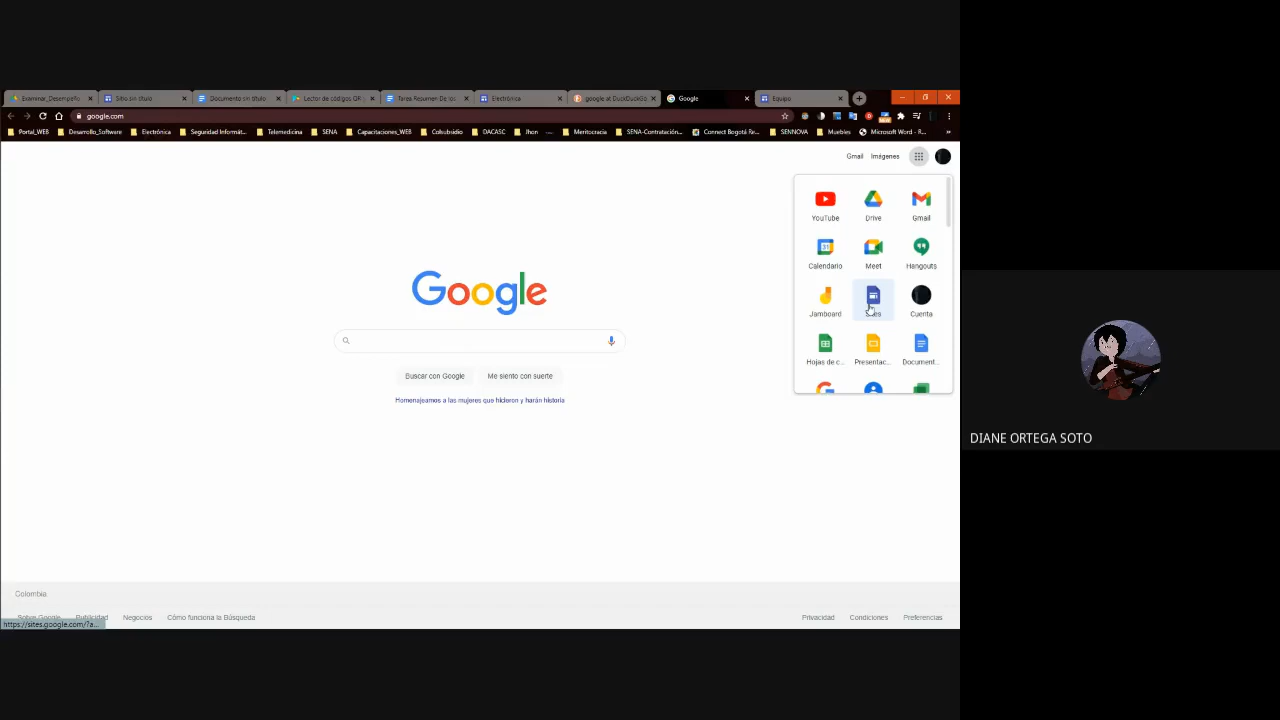 Examinar_Desempeño
Sitio sin título
Documento sin título
Lector de códigos QR
Tarea Resumen De los
Electrónica
google at DuckDuckGo
Google
Equipo
google.com
Portal_WEB
Desarrollo_Software
Electrónica
Seguridad Informát...
Telemedicina
SENA
Capacitaciones_WEB
Colsubsidio
DACASC
Jhon
Meritocracia
SENA-Contratación...
Connect Bogotá Re...
SENNOVA
Muebles
Microsoft Word - R...
»
Gmail Imágenes
YouTube Drive Gmail
Calendario Meet Hangouts
Jamboard Sites Cuenta
Hojas de c... Presentac... Document...
Google
Buscar con Google Me siento con suerte
Homenajeamos a las mujeres que hicieron y harán historia
DIANE ORTEGA SOTO
Colombia
Sobre Google Publicidad Negocios Cómo funciona la Búsqueda
Privacidad Condiciones Preferencias
https://sites.google.com/?a...